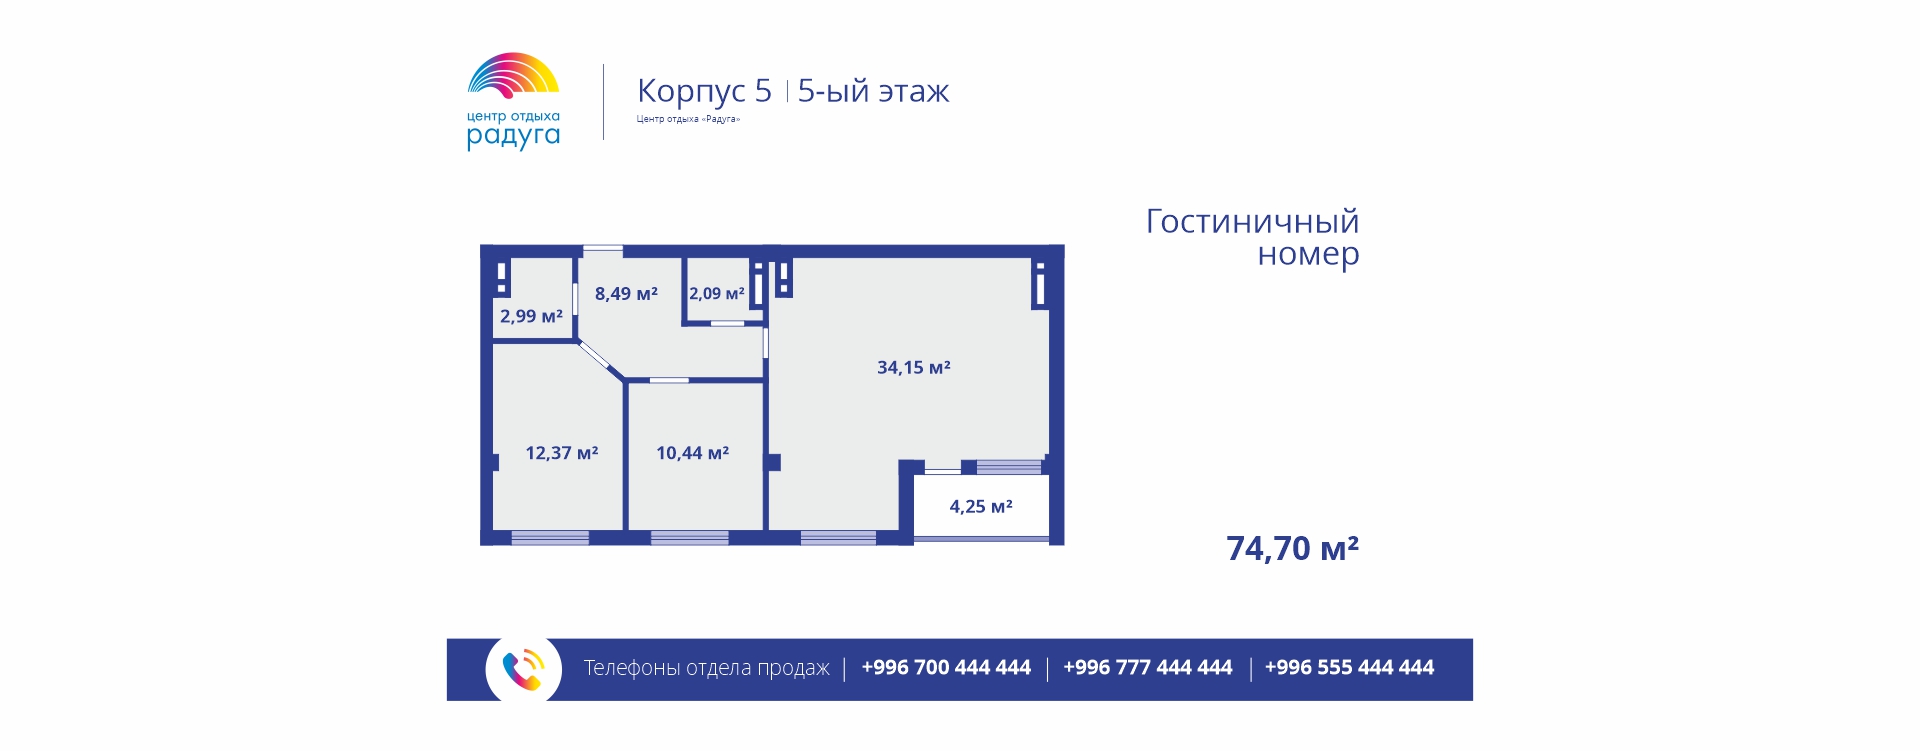 центр отдыха
радуга
Корпус 5 | 5-ый этаж
Центр отдыха «Радуга»
Гостиничный
номер
8,49 м²
2,09 м²
2,99 м²
34,15 м²
12,37 м²
10,44 м²
4,25 м²
74,70 м²
Телефоны отдела продаж | +996 700 444 444 | +996 777 444 444 | +996 555 444 444